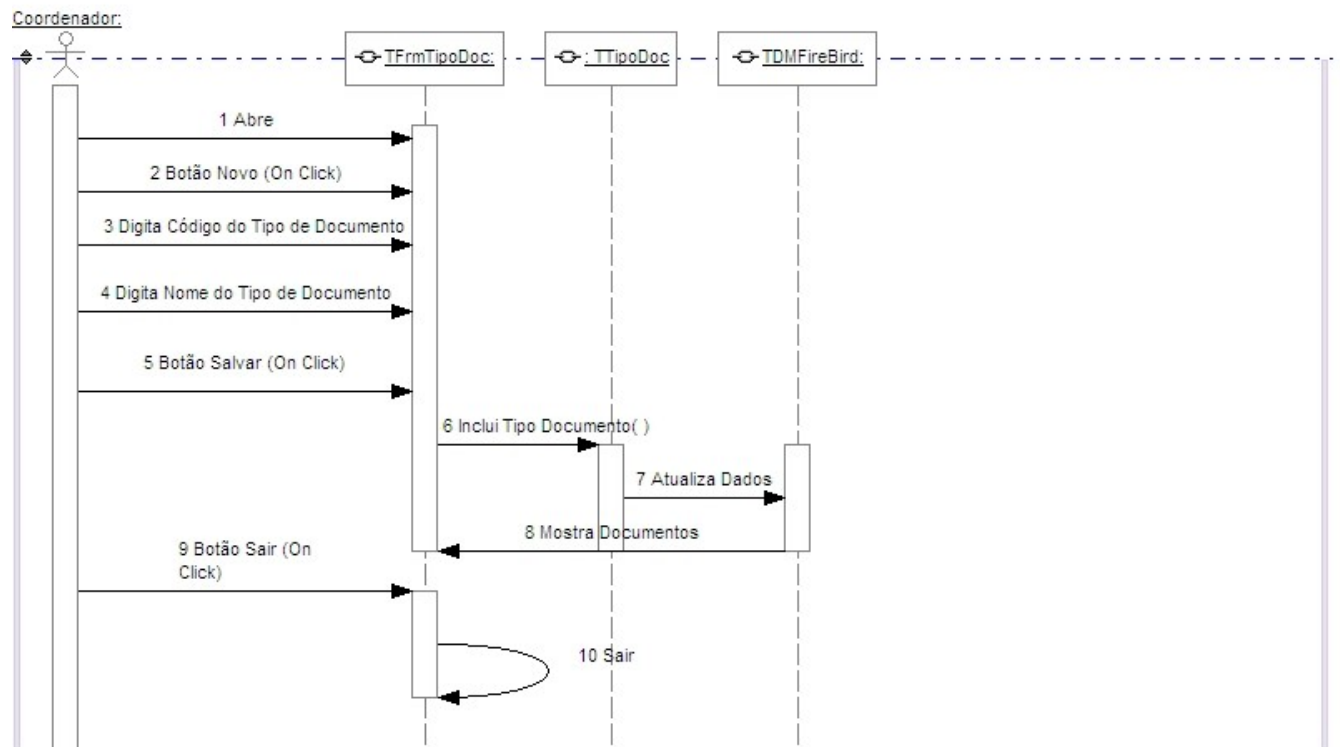 Coordenador:
TFrmTipoDoc:
: TTipoDoc
TDMFireBird:
1 Abre
2 Botão Novo (On Click)
3 Digita Código do Tipo de Documento
4 Digita Nome do Tipo de Documento
5 Botão Salvar (On Click)
6 Inclui Tipo Documento( )
7 Atualiza Dados
8 Mostra Documentos
9 Botão Sair (On
Click)
10 Sair